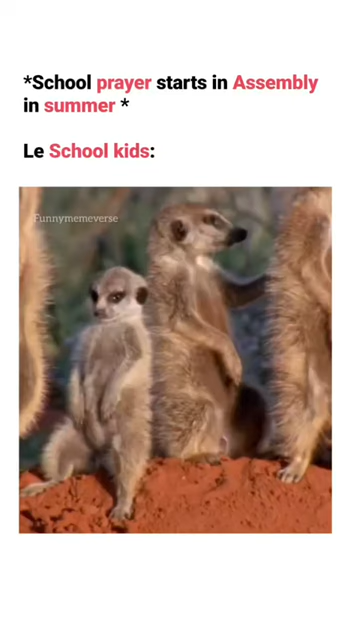 *School prayer starts in Assembly
in summer *
Le School kids:
Funnymemeverse